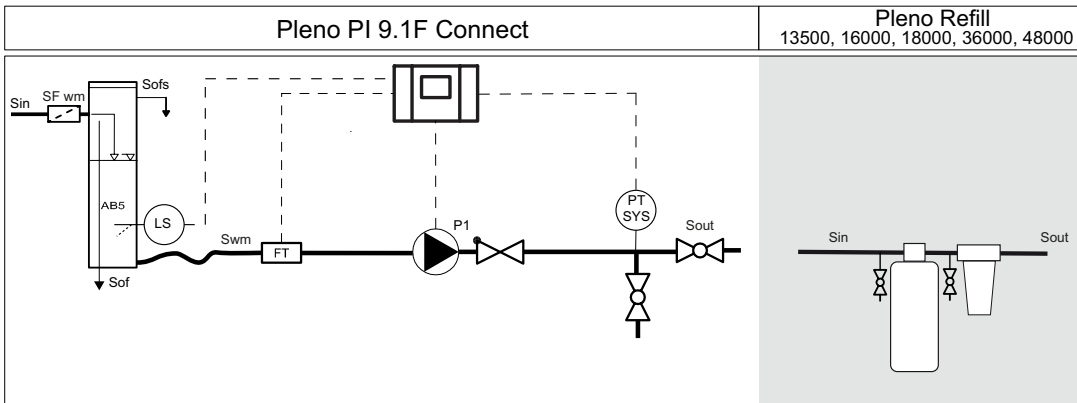 Pleno PI 9.1F Connect
Pleno Refill
13500, 16000, 18000, 36000, 48000
Sin
SF wm
Sofs
AB5
LS
Swm
FT
Sof
P1
PT
SYS
Sout
Sin
Sout